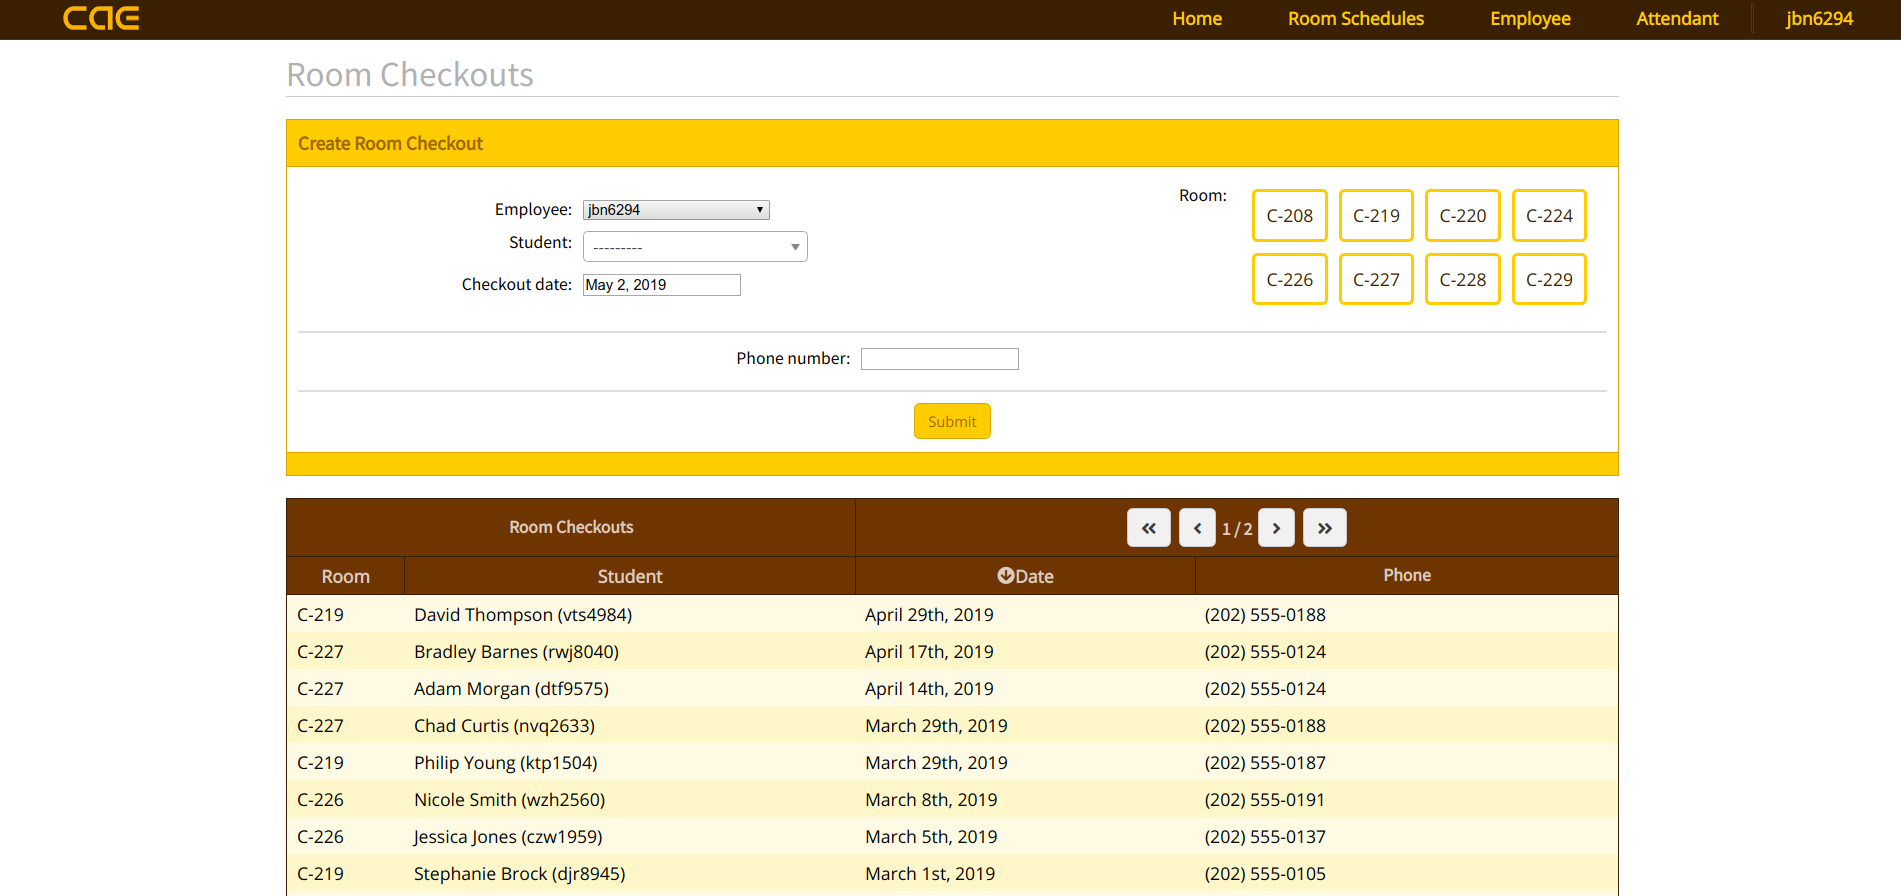 CAE
Home Room Schedules Employee Attendant jbn6294
Room Checkouts
Create Room Checkout
Employee: jbn6294
Student: ---------
Checkout date: May 2, 2019
Room:
C-208 C-219 C-220 C-224
C-226 C-227 C-228 C-229
Phone number:
Submit
Room Checkouts « ‹ 1 / 2 › »
Room Student Date Phone
C-219 David Thompson (vts4984) April 29th, 2019 (202) 555-0188
C-227 Bradley Barnes (rwj8040) April 17th, 2019 (202) 555-0124
C-227 Adam Morgan (dtf9575) April 14th, 2019 (202) 555-0124
C-227 Chad Curtis (nvq2633) March 29th, 2019 (202) 555-0188
C-219 Philip Young (ktp1504) March 29th, 2019 (202) 555-0187
C-226 Nicole Smith (wzh2560) March 8th, 2019 (202) 555-0191
C-226 Jessica Jones (czw1959) March 5th, 2019 (202) 555-0137
C-219 Stephanie Brock (djr8945) March 1st, 2019 (202) 555-0105